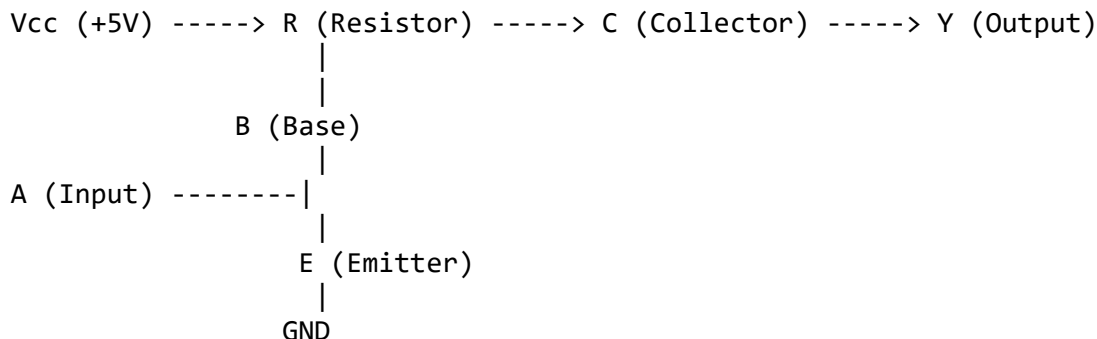 Vcc (+5V) -----> R (Resistor) -----> C (Collector) -----> Y (Output)
|
|
B (Base)
|
A (Input) --------|
|
E (Emitter)
|
GND